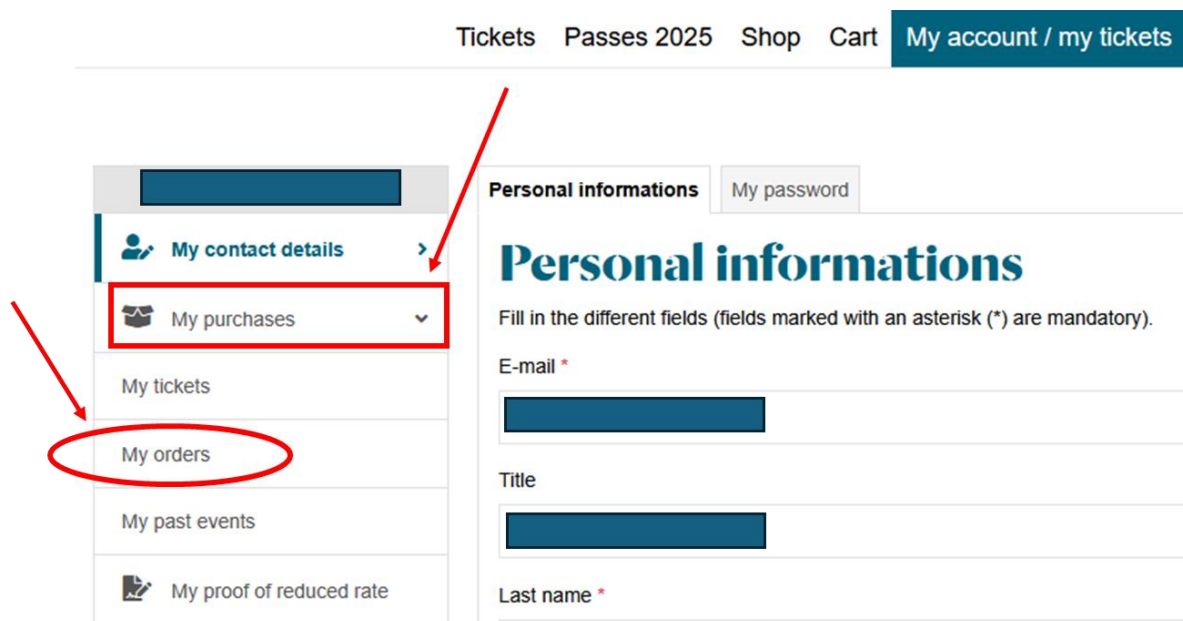 Tickets Passes 2025 Shop Cart My account / my tickets
My contact details
My purchases
My tickets
My orders
My past events
My proof of reduced rate
Personal informations My password
Personal informations
Fill in the different fields (fields marked with an asterisk (*) are mandatory).
E-mail *
Title
Last name *